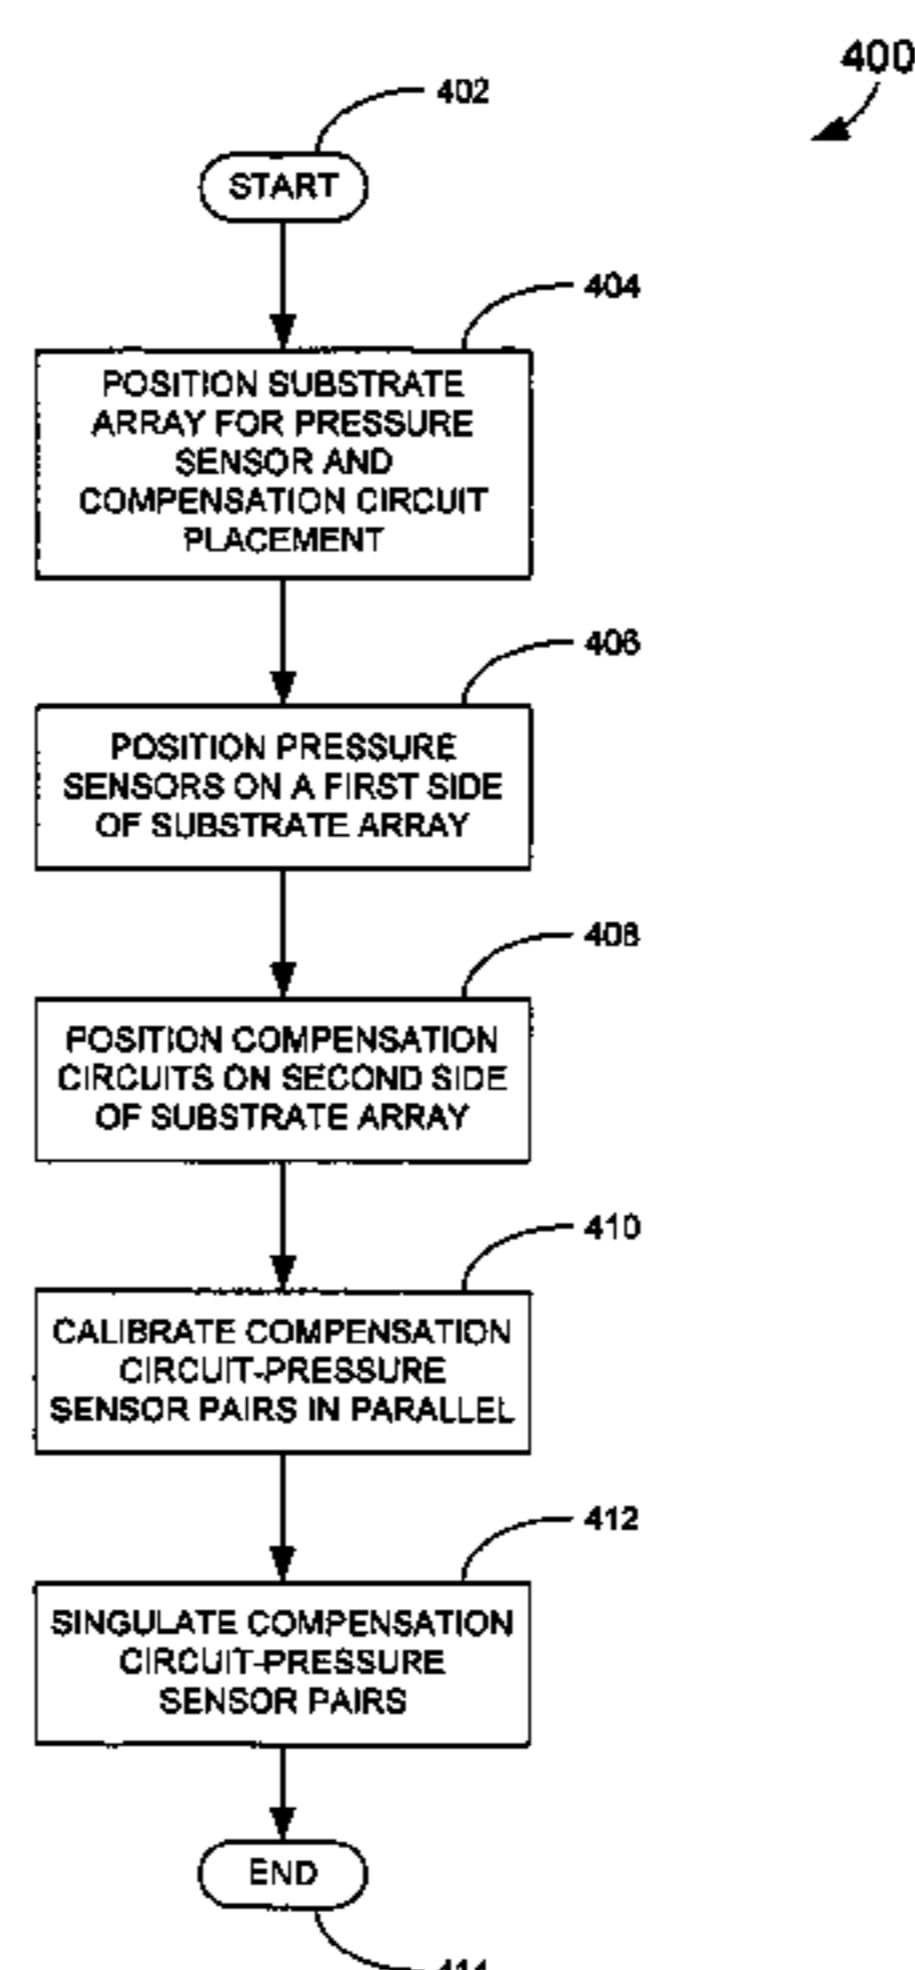 400
402
START
404
POSITION SUBSTRATE
ARRAY FOR PRESSURE
SENSOR AND
COMPENSATION CIRCUIT
PLACEMENT
406
POSITION PRESSURE
SENSORS ON A FIRST SIDE
OF SUBSTRATE ARRAY
408
POSITION COMPENSATION
CIRCUITS ON SECOND SIDE
OF SUBSTRATE ARRAY
410
CALIBRATE COMPENSATION
CIRCUIT-PRESSURE
SENSOR PAIRS IN PARALLEL
412
SINGULATE COMPENSATION
CIRCUIT-PRESSURE
SENSOR PAIRS
END